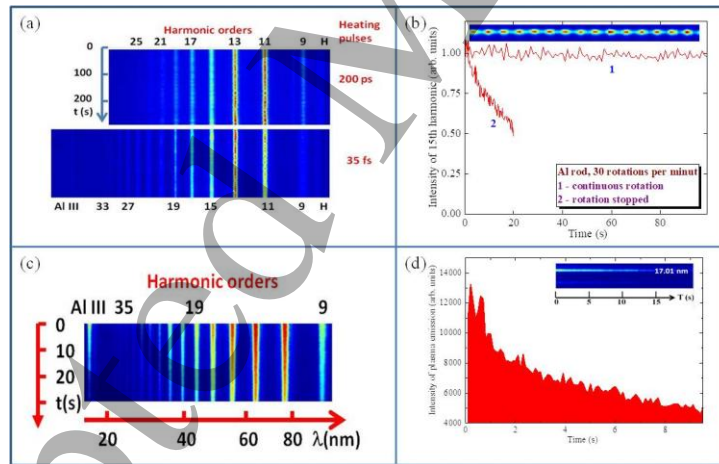 (a)
Harmonic orders
Heating pulses
25 21 17 13 11 9 H
0
100
200
t (s)
200 ps
35 fs
Al III 33 27 19 15 11 9 H
(b)
Intensity of 15th harmonic (arb. units)
1.00
0.75
0.50
0.25
0.00
1
2
Al rod, 30 rotations per minut
1 - continuous rotation
2 - rotation stopped
0 20 40 60 80
Time (s)
(c)
Harmonic orders
Al III 35 19 9
0
10
20
t(s)
20 40 60 80 λ(nm)
(d)
Intensity of plasma emission (arb. units)
14000
12000
10000
8000
6000
4000
17.01 nm
0 5 10 15 T (s)
0 2 4 6 8
Time (s)